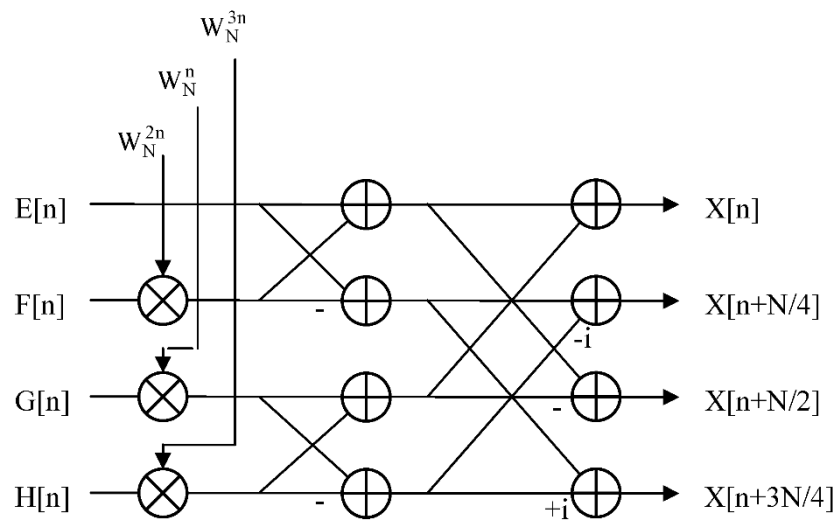 W_N^{3n}
W_N^{n}
W_N^{2n}
E[n] X[n]
F[n] - X[n+N/4]
-i
G[n] - X[n+N/2]
H[n] - +i X[n+3N/4]